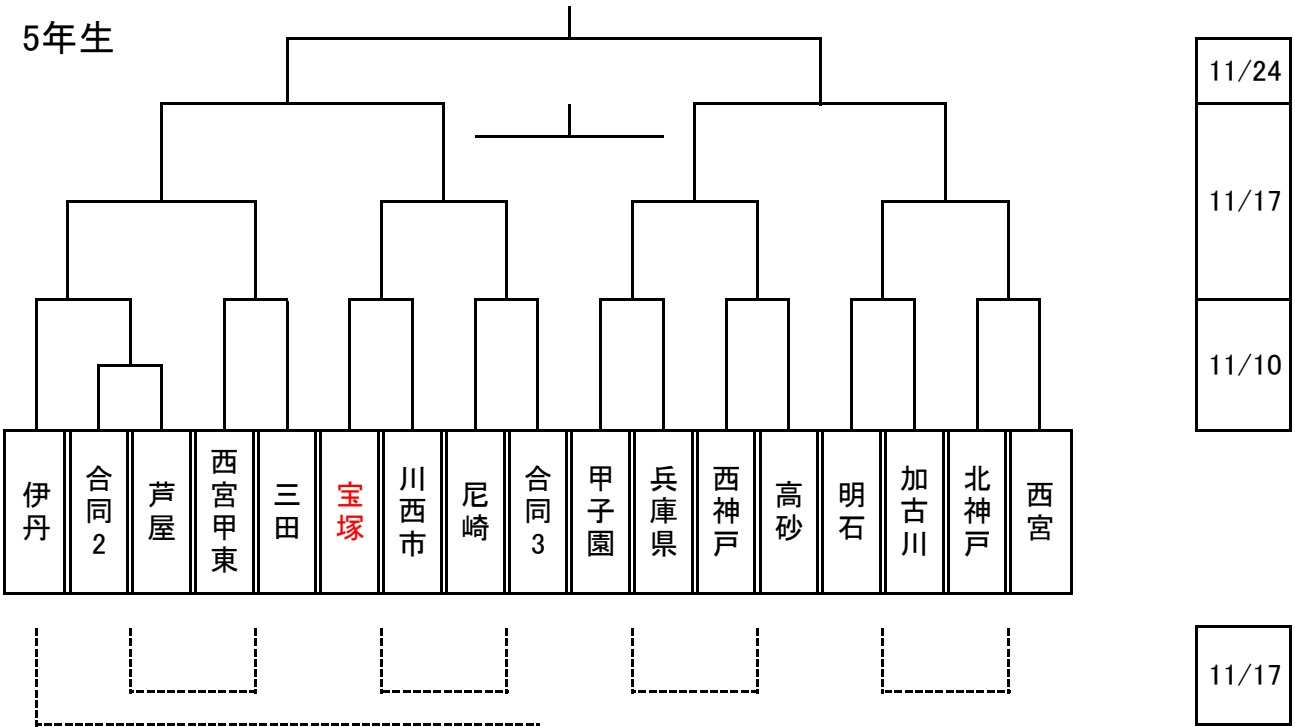 5年生
11/24
11/17
11/10
伊丹
合同2
芦屋
西宮甲東
三田
宝塚
川西市
尼崎
合同3
甲子園
兵庫県
西神戸
高砂
明石
加古川
北神戸
西宮
11/17